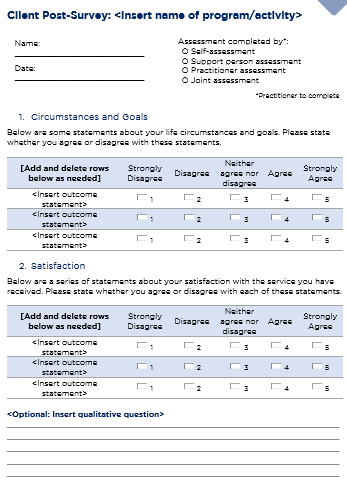 Client Post-Survey: <Insert name of program/activity>
Name:
Assessment completed by*:
O Self-assessment
O Support person assessment
Date:
O Practitioner assessment
O Joint assessment
*Practitioner to complete
1. Circumstances and Goals
Below are some statements about your life circumstances and goals. Please state
whether you agree or disagree with these statements.
[Add and delete rows as needed] Strongly Disagree Disagree Neither agree nor disagree Agree Strongly Agree
<Insert outcome statement> 1 2 3 4 5
<Insert outcome statement> 1 2 3 4 5
<Insert outcome statement> 1 2 3 4 5
2. Satisfaction
Below are a series of statements about your satisfaction with the service you have
received. Please state whether you agree or disagree with each of these statements.
[Add and delete rows below as needed] Strongly Disagree Disagree Neither agree nor disagree Agree Strongly Agree
<Insert outcome statement> 1 2 3 4 5
<Insert outcome statement> 1 2 3 4 5
<Insert outcome statement> 1 2 3 4 5
<Optional: Insert qualitative question>